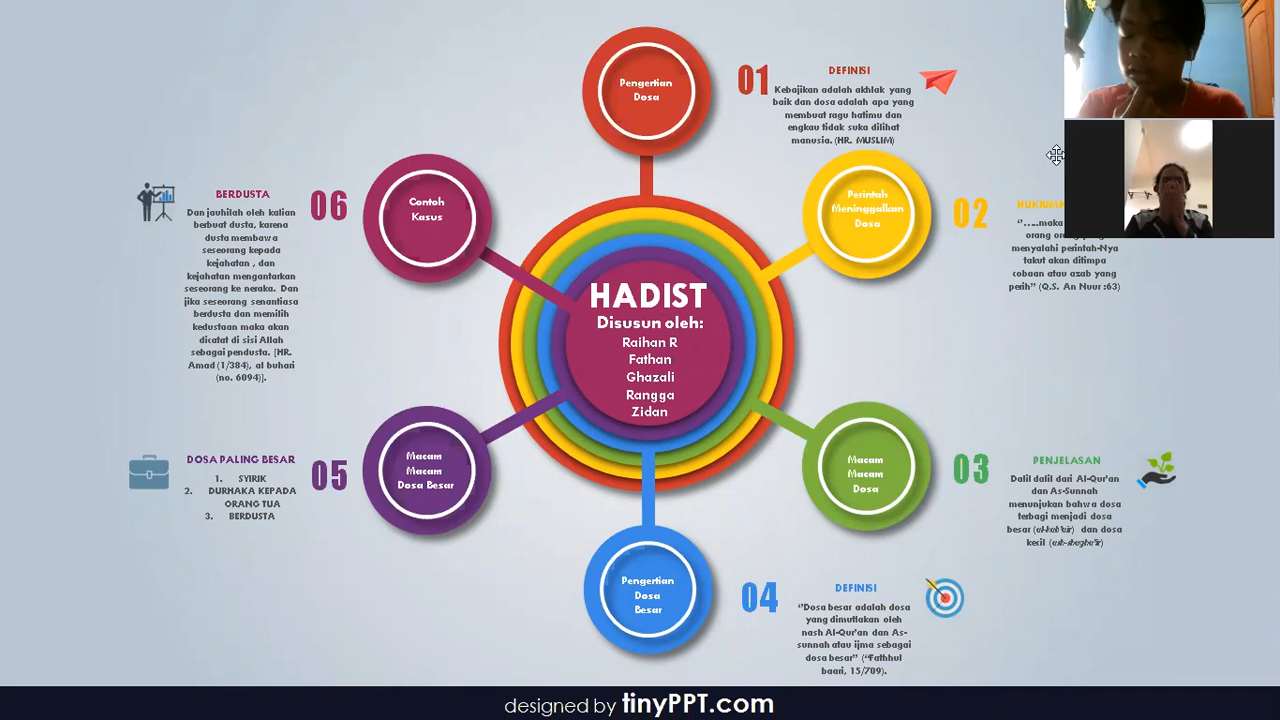 Pengertian
Dosa
01
DEFINISI
Kebajikan adalah akhlak yang
baik dan dosa adalah apa yang
membuat ragu hatimu dan
engkau tidak suka dilihat
manusia. (HR. MUSLIM)
Perintah
Meninggalkan
Dosa
02
".....maka
orang
menyalahi perintah-Nya
takut akan ditimpa
cobaan atau azab yang
perih" (Q.S. An Nuur :63)
Macam
Macam
Dosa
03
PENJELASAN
Dalil dalil dari Al-Qur'an
dan As-Sunnah
menunjukan bahwa dosa
terbagi menjadi dosa
besar (al-kabair) dan dosa
kecil (ash-shegha'ir)
Pengertian
Dosa
Besar
04
DEFINISI
"Dosa besar adalah dosa
yang dimutlakan oleh
nash Al-Qur'an dan As-
sunnah atau ijma sebagai
dosa besar" ("Fathhul
baari, 15/709).
Macam
Macam
Dosa Besar
05
DOSA PALING BESAR
1. SYIRIK
2. DURHAKA KEPADA
ORANG TUA
3. BERDUSTA
Contoh
Kasus
06
BERDUSTA
Dan jauhilah oleh kalian
berbuat dusta, karena
dusta membawa
seseorang kepada
kejahatan , dan
kejahatan mengantarkan
seseorang ke neraka. Dan
jika seseorang senantiasa
berdusta dan memilih
kedustaan maka akan
dicatat di sisi Allah
sebagai pendusta. [HR.
Amad (1/384), al buhari
(no. 6094)].
HADIST
Disusun oleh:
Raihan R
Fathan
Ghazali
Rangga
Zidan
designed by tinyPPT.com